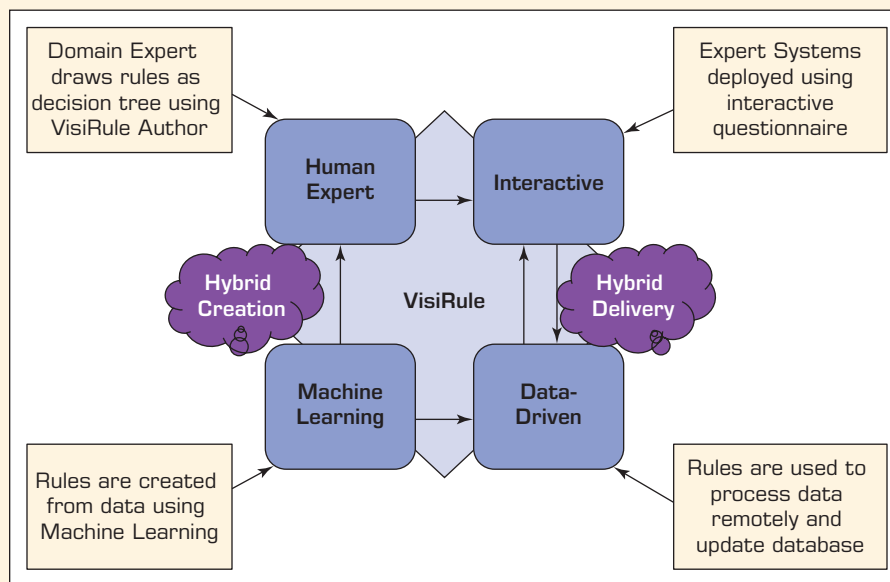 Domain Expert
draws rules as
decision tree using
VisiRule Author
Expert Systems
deployed using
interactive
questionnaire
Human
Expert
Interactive
Hybrid
Creation
VisiRule
Hybrid
Delivery
Machine
Learning
Data-
Driven
Rules are created
from data using
Machine Learning
Rules are used to
process data
remotely and
update database